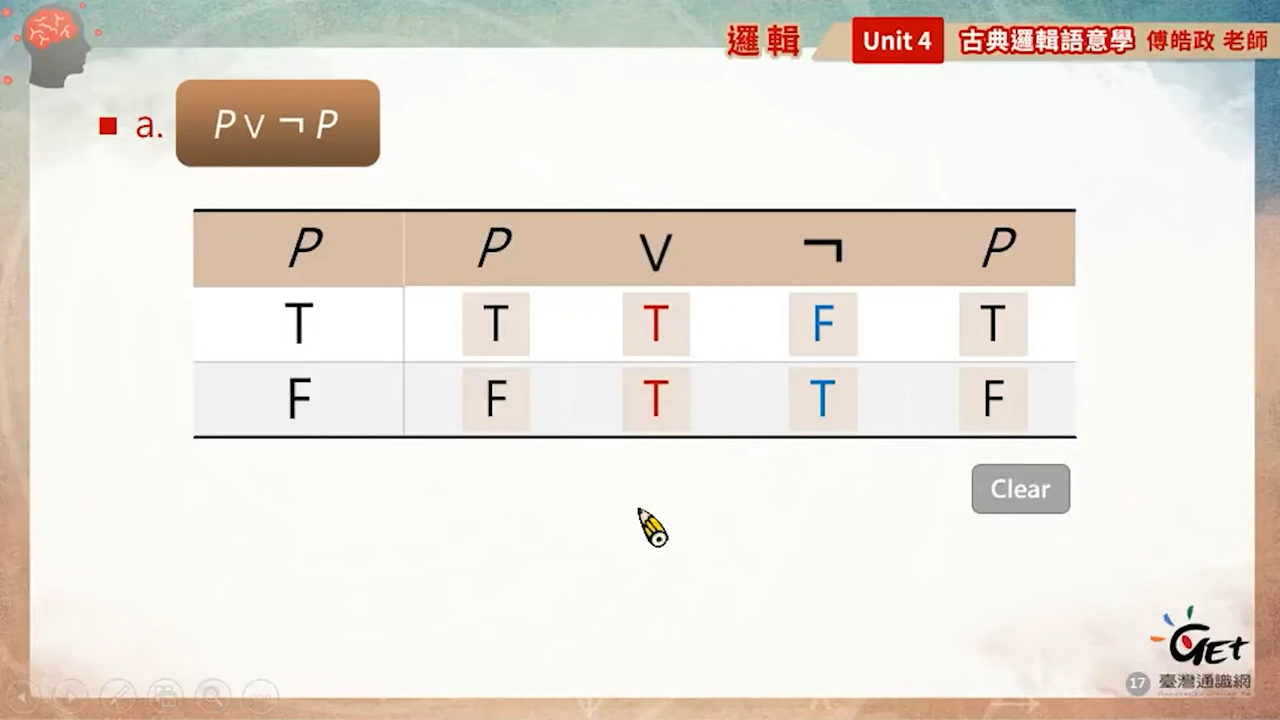 邏輯 Unit 4 古典邏輯語意學 傅皓政 老師
a. P ∨ ¬ P
P P ∨ ¬ P
T T T F T
F F T T F
Clear
GEt
17 臺灣通識網